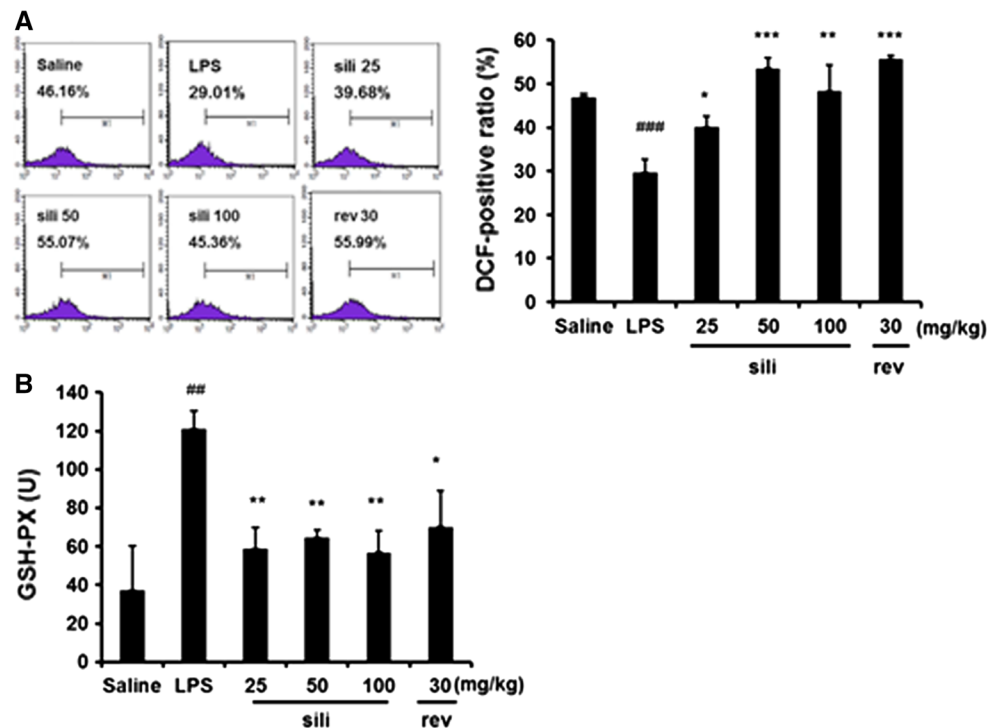 A
Saline
46.16%
LPS
29.01%
sili 25
39.68%
sili 50
55.07%
sili 100
45.36%
rev 30
55.99%
DCF-positive ratio (%)
60
50
40
30
20
10
0
###
*
***
**
***
Saline LPS 25 50 100 30 (mg/kg)
sili rev
B
GSH-PX (U)
140
120
100
80
60
40
20
0
##
**
**
**
*
Saline LPS 25 50 100 30 (mg/kg)
sili rev